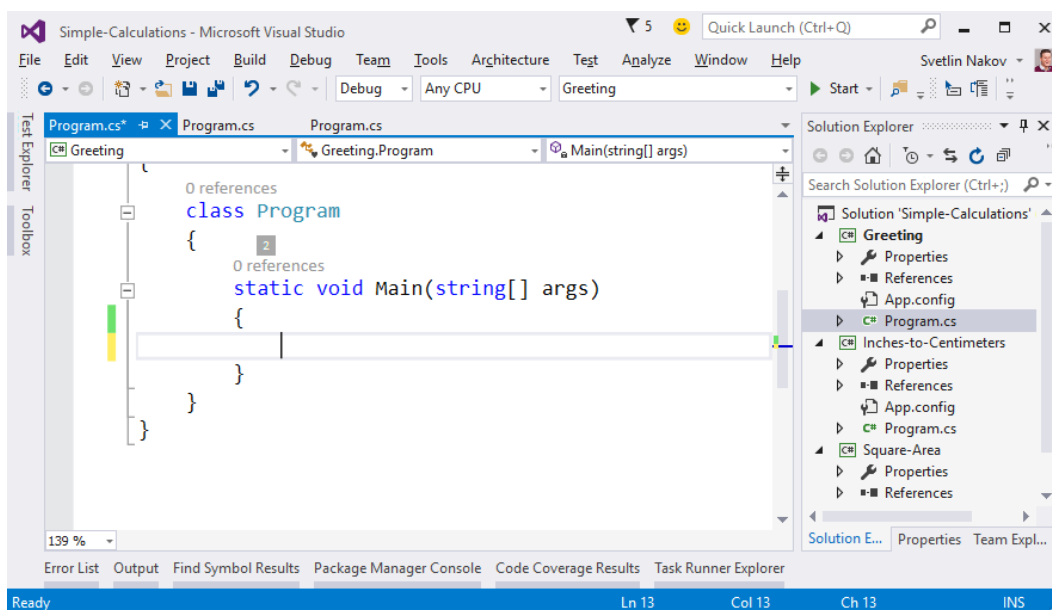 Simple-Calculations - Microsoft Visual Studio
5
Quick Launch (Ctrl+Q)
File Edit View Project Build Debug Team Tools Architecture Test Analyze Window Help
Svetlin Nakov
Debug Any CPU Greeting Start
Test Explorer
Toolbox
Program.cs* Program.cs Program.cs
C# Greeting Greeting.Program Main(string[] args)
{
0 references
class Program
{
2
0 references
static void Main(string[] args)
{
}
}
}
139 %
Solution Explorer
Search Solution Explorer (Ctrl+;)
Solution 'Simple-Calculations'
C# Greeting
Properties
References
App.config
C# Program.cs
C# Inches-to-Centimeters
Properties
References
App.config
C# Program.cs
C# Square-Area
Properties
References
Solution E... Properties Team Expl...
Error List Output Find Symbol Results Package Manager Console Code Coverage Results Task Runner Explorer
Ready Ln 13 Col 13 Ch 13 INS